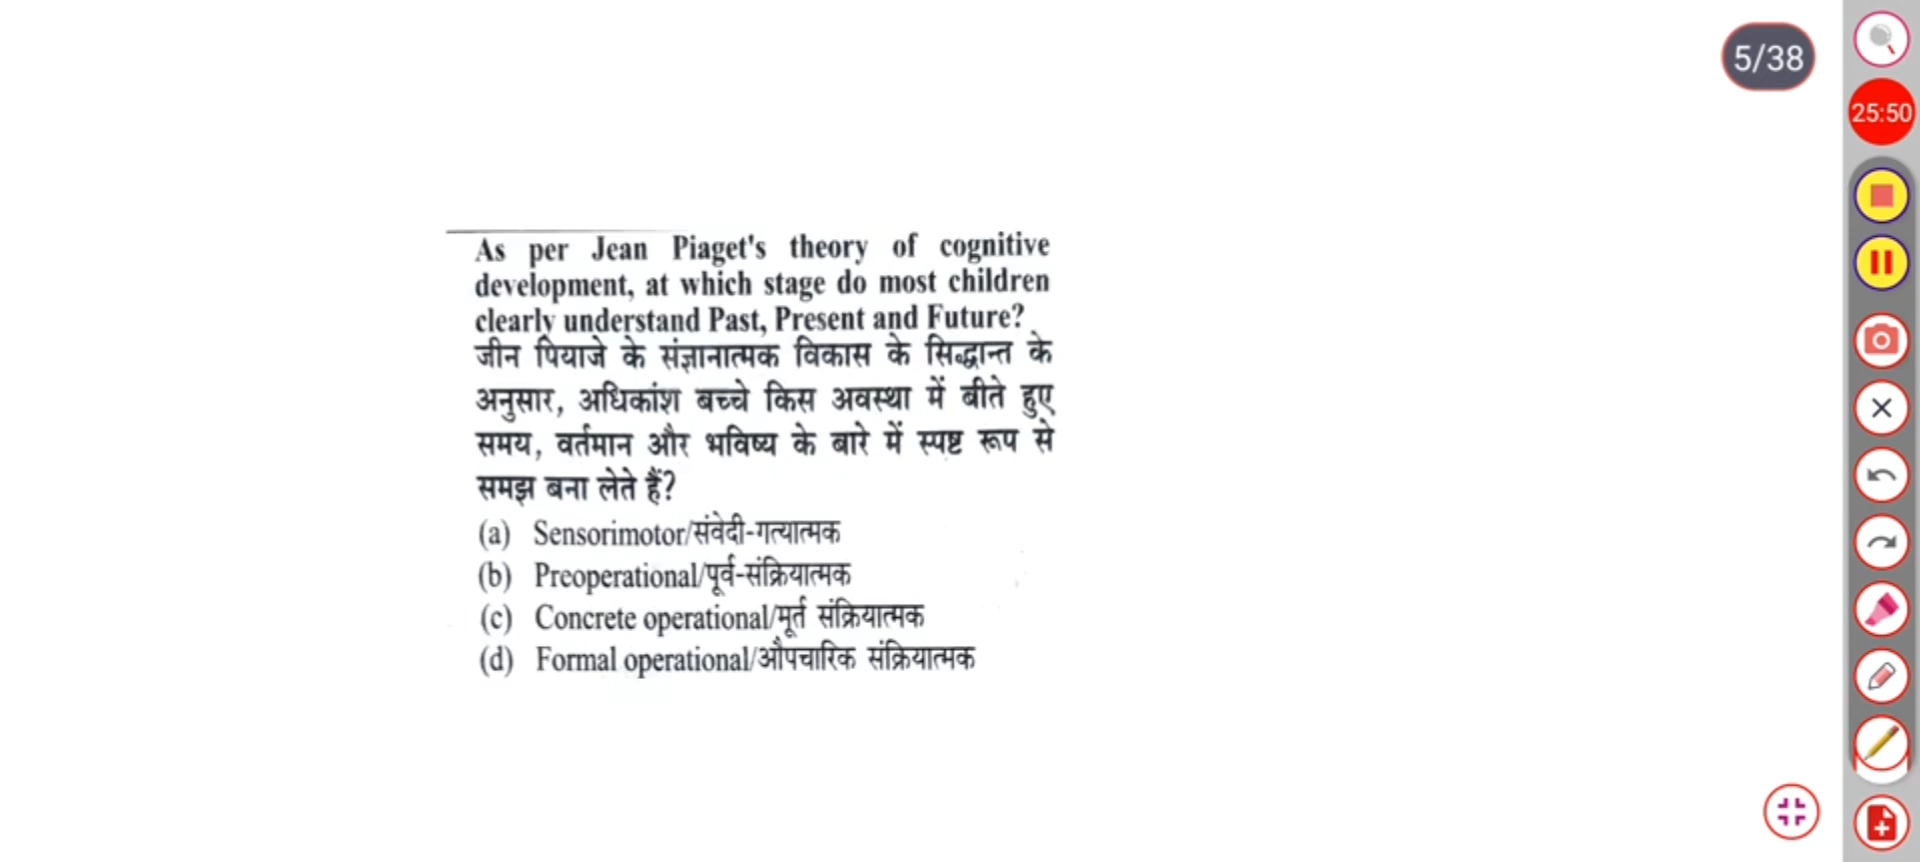 5/38
25:50
As per Jean Piaget's theory of cognitive
development, at which stage do most children
clearly understand Past, Present and Future?
जीन पियाजे के संज्ञानात्मक विकास के सिद्धान्त के
अनुसार, अधिकांश बच्चे किस अवस्था में बीते हुए
समय, वर्तमान और भविष्य के बारे में स्पष्ट रूप से
समझ बना लेते हैं?
(a) Sensorimotor/संवेदी-गत्यात्मक
(b) Preoperational/पूर्व-संक्रियात्मक
(c) Concrete operational/मूर्त संक्रियात्मक
(d) Formal operational/औपचारिक संक्रियात्मक